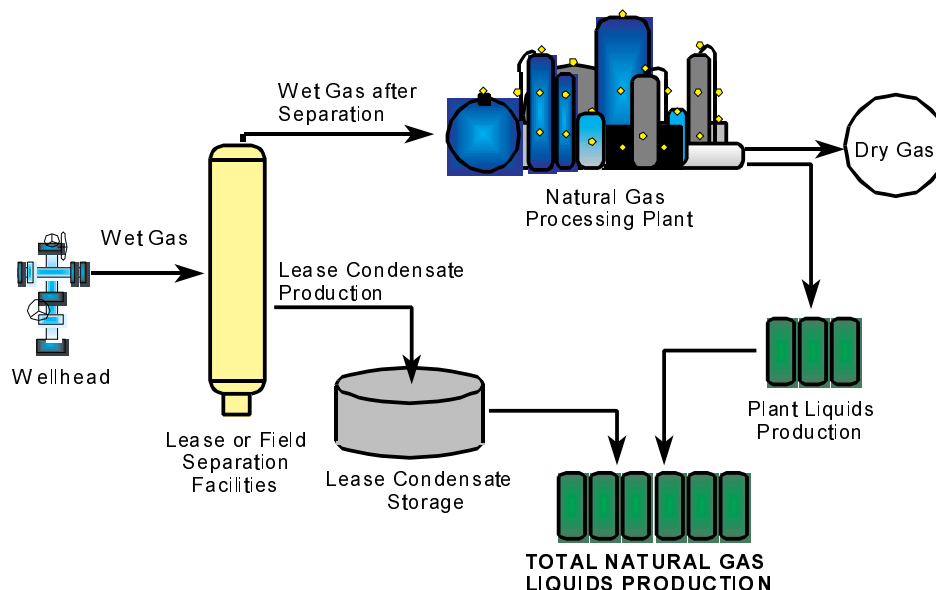 Wet Gas after
Separation
Dry Gas
Natural Gas
Processing Plant
Wet Gas
Lease Condensate
Production
Wellhead
Plant Liquids
Production
Lease or Field
Separation
Facilities
Lease Condensate
Storage
TOTAL NATURAL GAS
LIQUIDS PRODUCTION